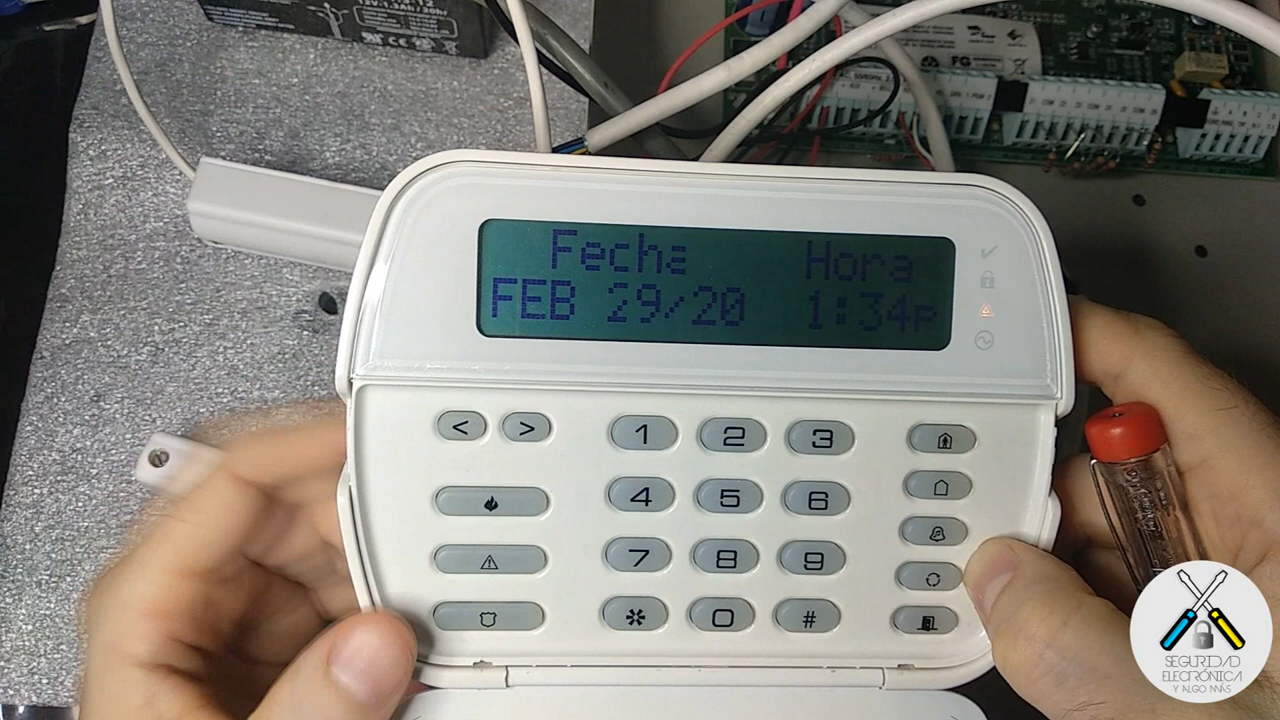 Fecha Hora
FEB 29/20 1:34p
< > 1 2 3
4 5 6
7 8 9
* 0 #
FG
SEGURIDAD
ELECTRÓNICA
Y ALGO MÁS